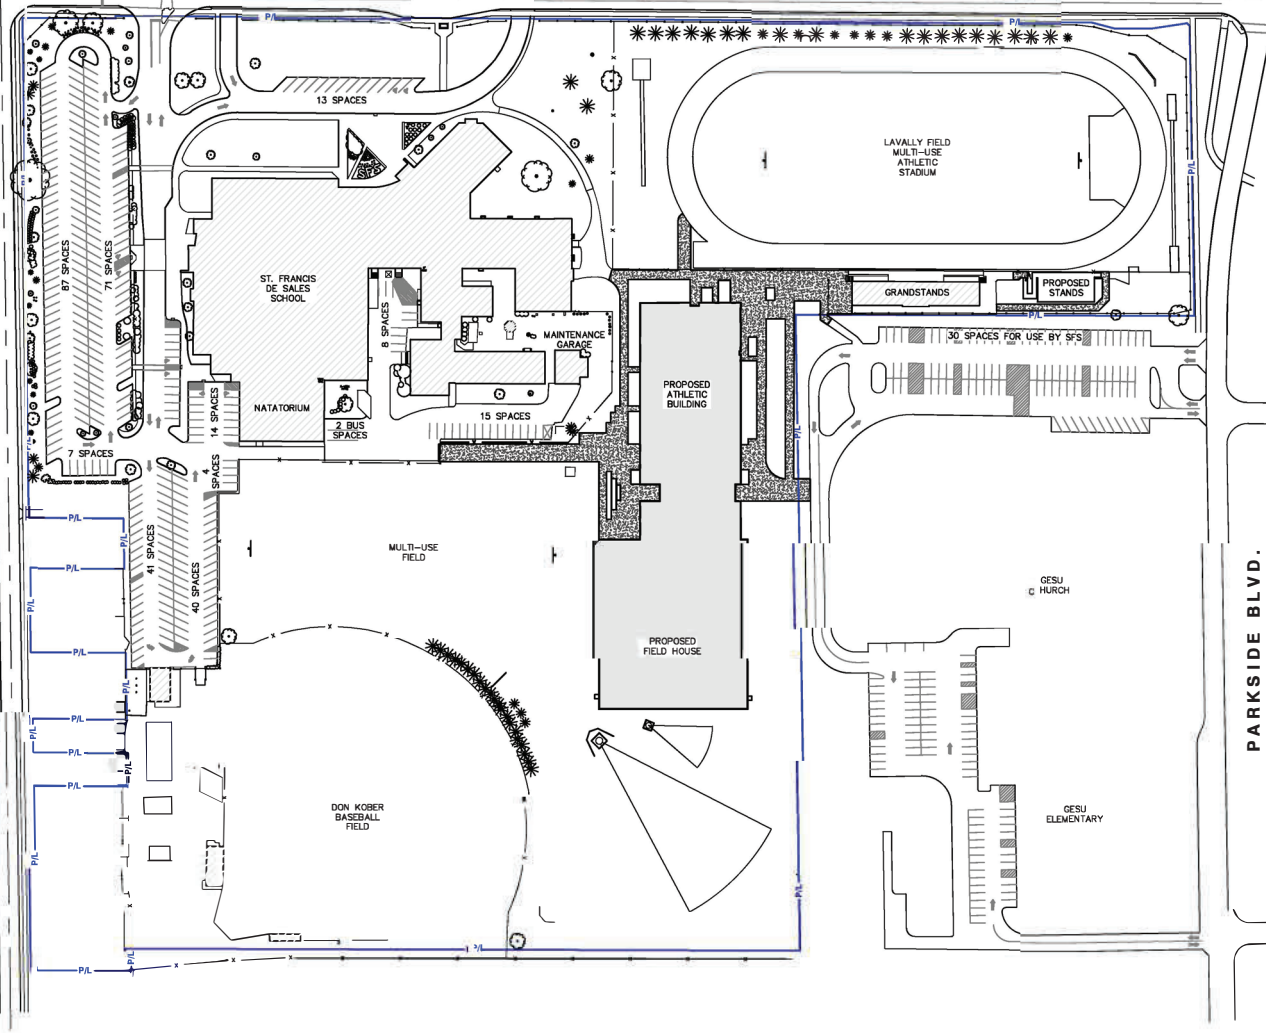 P/L
P/L
13 SPACES
LAVALLY FIELD
MULTI-USE
ATHLETIC
STADIUM
P/L
87 SPACES
71 SPACES
ST. FRANCIS
DE SALES
SCHOOL
8 SPACES
GRANDSTANDS
PROPOSED
STANDS
P/L
MAINTENANCE
GARAGE
30 SPACES FOR USE BY SFS
PROPOSED
ATHLETIC
BUILDING
14 SPACES
NATATORIUM
2 BUS
SPACES
15 SPACES
P/L
P/L
7 SPACES
4
SPACES
P/L
P/L
41 SPACES
40 SPACES
MULTI-USE
FIELD
P/L
P/L
GESU
C HURCH
PARKSIDE BLVD.
P/L
PROPOSED
FIELD HOUSE
P/L
P/L
P/L
P/L
P/L
P/L
DON KOBER
BASEBALL
FIELD
GESU
ELEMENTARY
P/L
P/L
P/L
P/L